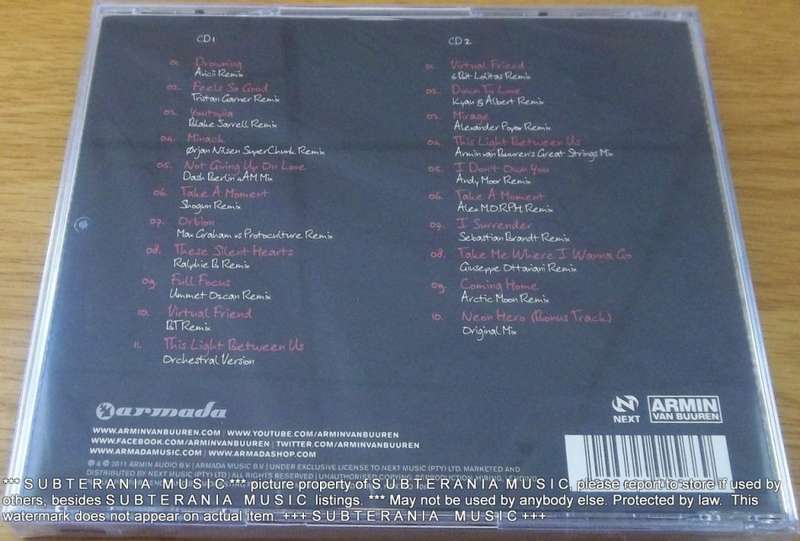 CD1
01. Drowning
Avicii Remix
02. Feels So Good
Tristan Garner Remix
03. Youtopia
Blake Jarrell Remix
04. Minack
Ørjan Nilsen SuperChunk Remix
05. Not Giving Up On Love
Dash Berlin 4AM Mix
06. Take A Moment
Shogun Remix
07. Orbion
Max Graham vs Protoculture Remix
08. These Silent Hearts
Ralphie B. Remix
09. Full Focus
Ummet Ozcan Remix
10. Virtual Friend
BT Remix
11. This Light Between Us
Orchestral Version
CD2
01. Virtual Friend
6Bit Lolitas Remix
02. Down To Love
Kyau & Albert Remix
03. Mirage
Alexander Popov Remix
04. This Light Between Us
Armin van Buuren's Great Strings Mix
05. I Don't Own You
Andy Moor Remix
06. Take A Moment
Alex M.O.R.P.H. Remix
07. I Surrender
Sebastian Brandt Remix
08. Take Me Where I Wanna Go
Giuseppe Ottaviani Remix
09. Coming Home
Arctic Moon Remix
10. Neon Hero (Bonus Track)
Original Mix
armada
NEXT
ARMIN
VAN BUUREN
WWW.ARMINVANBUUREN.COM | WWW.YOUTUBE.COM/ARMINVANBUUREN
WWW.FACEBOOK.COM/ARMINVANBUUREN | TWITTER.COM/ARMINVANBUUREN
WWW.ARMADAMUSIC.COM | WWW.ARMADASHOP.COM
℗ & © 2011 ARMIN AUDIO B.V. | ARMADA MUSIC B.V. | UNDER EXCLUSIVE LICENSE TO NEXT MUSIC (PTY) LTD. MARKETED AND
DISTRIBUTED BY NEXT MUSIC (PTY) LTD | ALL RIGHTS RESERVED
*** S U B T E R A N I A   M U S I C *** picture property of S U B T E R A N I A M U S I C, please report to store if used by
others, besides S U B T E R A N I A  M U S I C  listings. *** May not be used by anybody else. Protected by law.  This
watermark does not appear on actual item. +++ S U B T E R A N I A   M U S I C +++